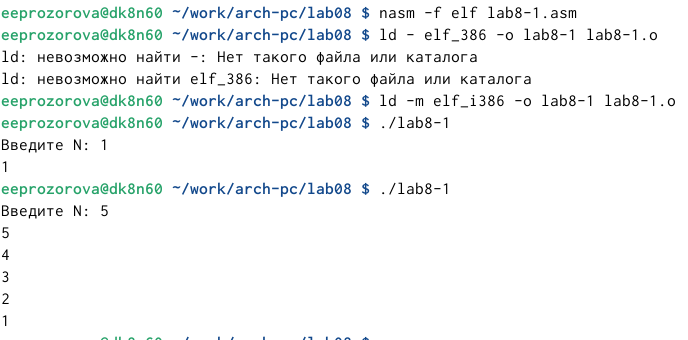 eeprozorova@dk8n60 ~/work/arch-pc/lab08 $ nasm -f elf lab8-1.asm
eeprozorova@dk8n60 ~/work/arch-pc/lab08 $ ld - elf_386 -o lab8-1 lab8-1.o
ld: невозможно найти -: Нет такого файла или каталога
ld: невозможно найти elf_386: Нет такого файла или каталога
eeprozorova@dk8n60 ~/work/arch-pc/lab08 $ ld -m elf_i386 -o lab8-1 lab8-1.o
eeprozorova@dk8n60 ~/work/arch-pc/lab08 $ ./lab8-1
Введите N: 1
1
eeprozorova@dk8n60 ~/work/arch-pc/lab08 $ ./lab8-1
Введите N: 5
5
4
3
2
1